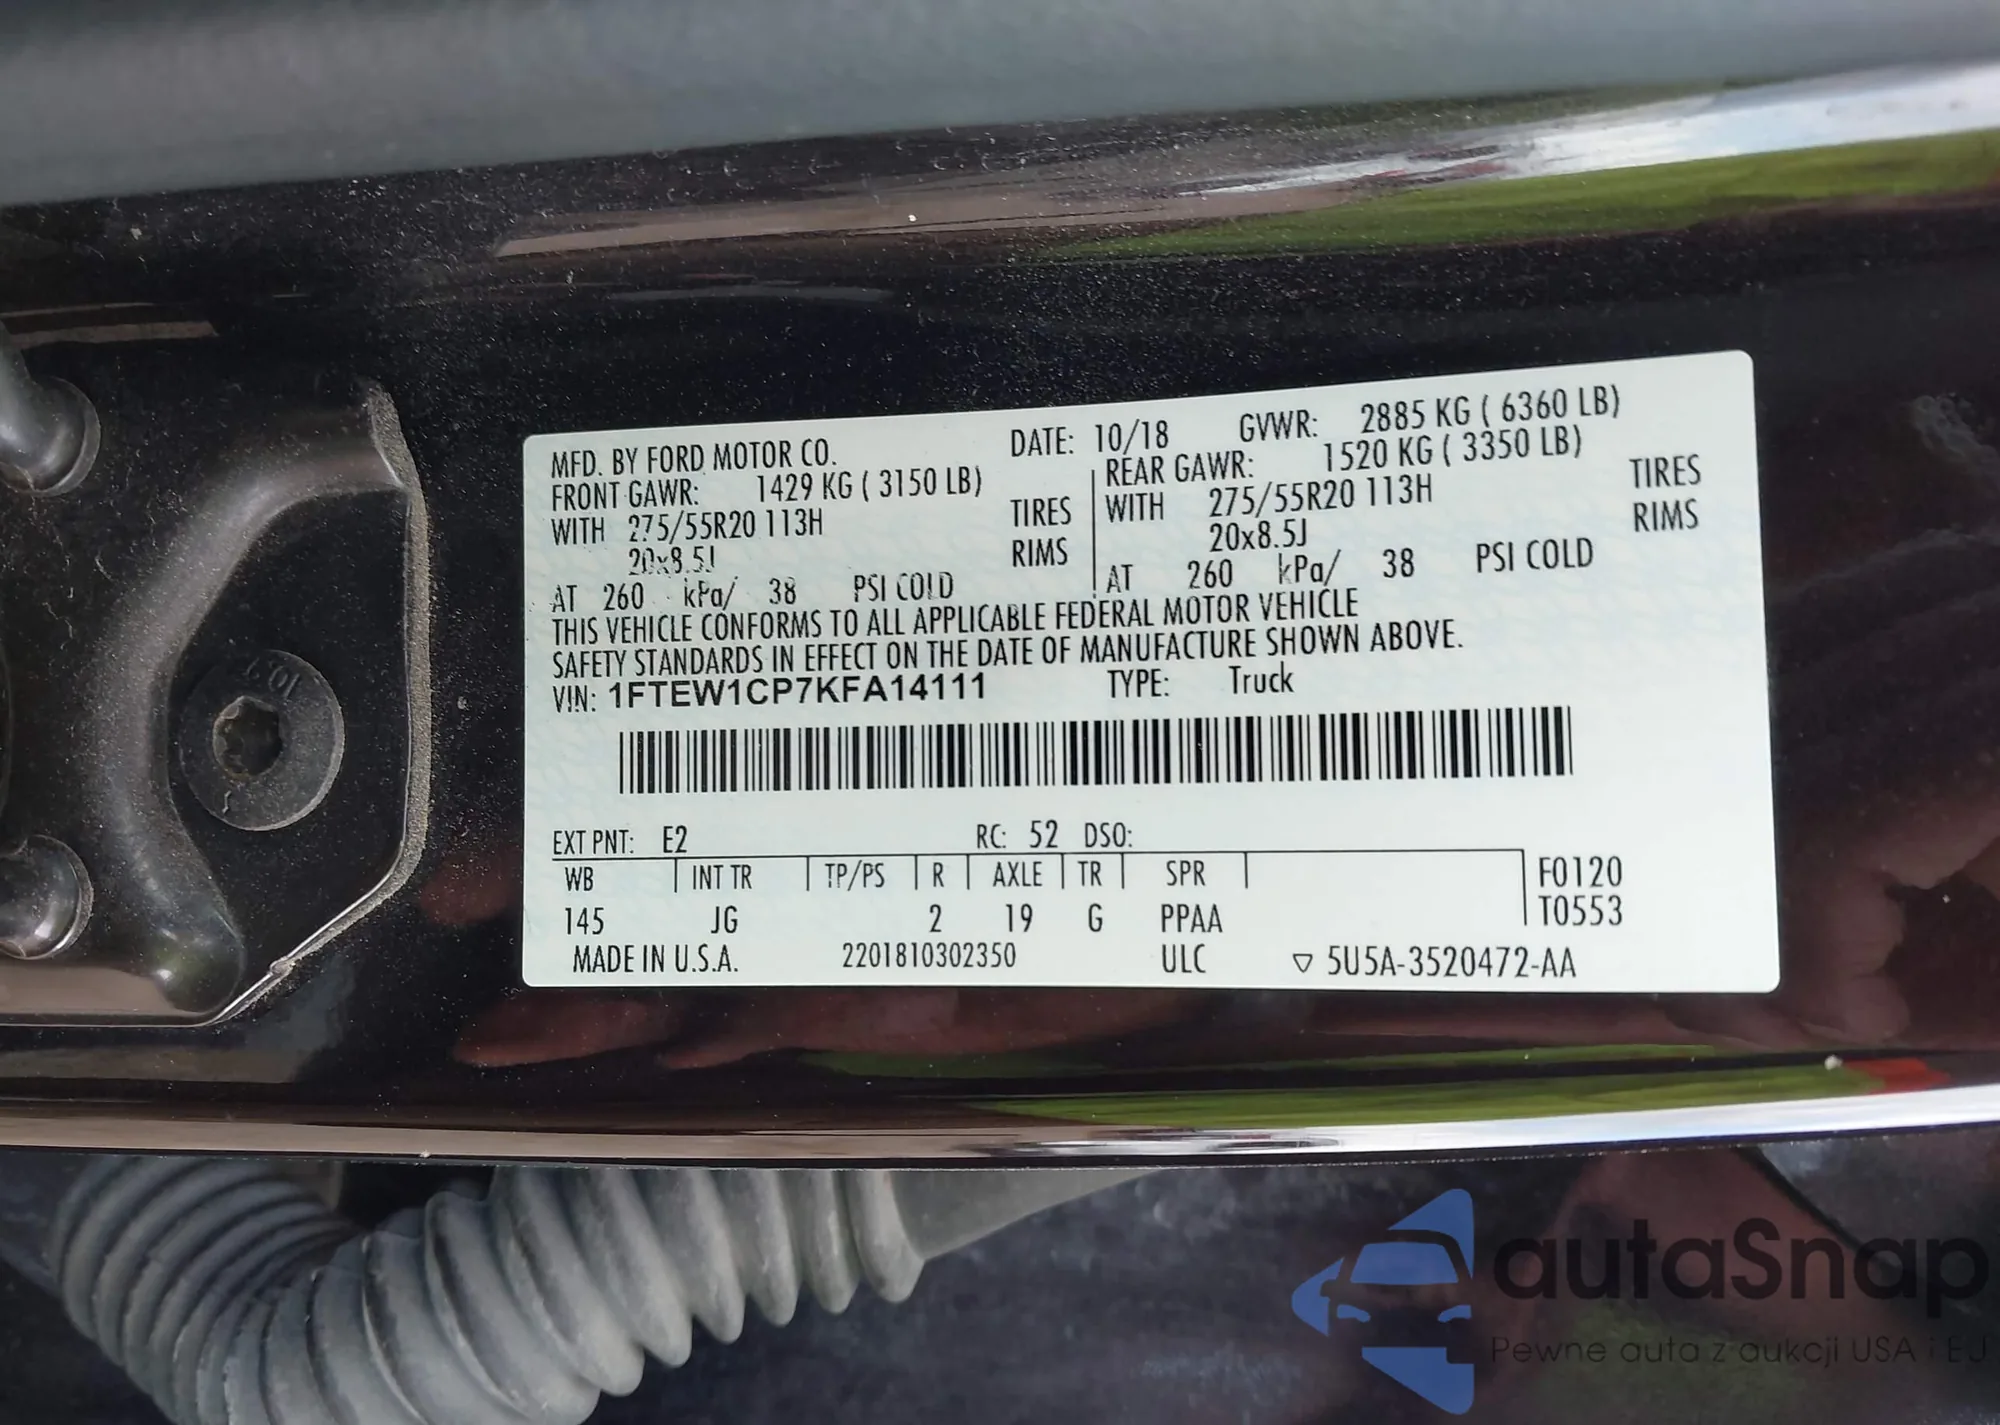 MFD. BY FORD MOTOR CO. DATE: 10/18 GVWR: 2885 KG ( 6360 LB)
FRONT GAWR: 1429 KG ( 3150 LB) REAR GAWR: 1520 KG ( 3350 LB)
WITH 275/55R20 113H TIRES WITH 275/55R20 113H TIRES
20x8.5J RIMS 20x8.5J RIMS
AT 260 kPa/ 38 PSI COLD AT 260 kPa/ 38 PSI COLD
THIS VEHICLE CONFORMS TO ALL APPLICABLE FEDERAL MOTOR VEHICLE
SAFETY STANDARDS IN EFFECT ON THE DATE OF MANUFACTURE SHOWN ABOVE.
VIN: 1FTEW1CP7KFA14111 TYPE: Truck
EXT PNT: E2 RC: 52 DSO:
WB INT TR TP/PS R AXLE TR SPR F0120
145 JG 2 19 G PPAA T0553
MADE IN U.S.A. 2201810302350 ULC ▽ 5U5A-3520472-AA
10.9
autaSnap
Pewne auta z aukcji USA i EU